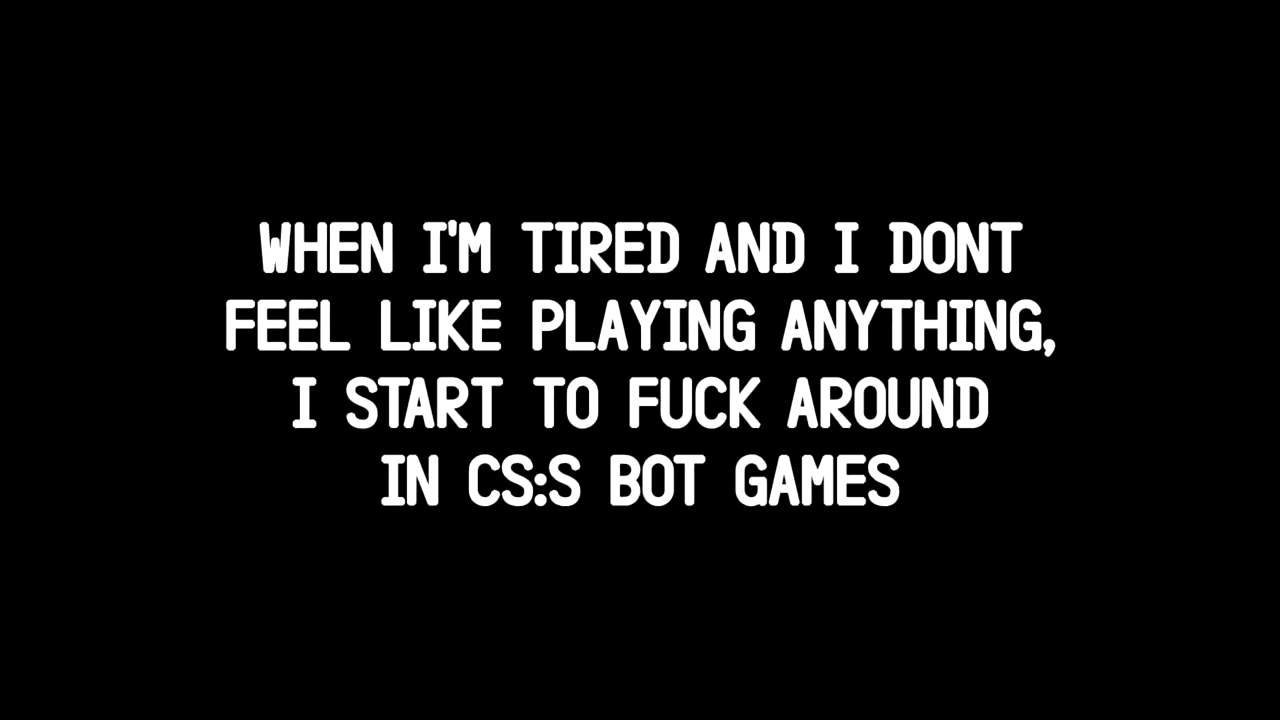 WHEN I'M TIRED AND I DONT
FEEL LIKE PLAYING ANYTHING,
I START TO FUCK AROUND
IN CS:S BOT GAMES